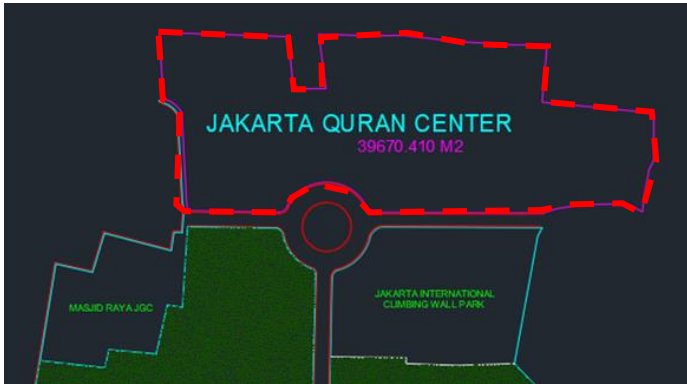 JAKARTA QURAN CENTER
39670.410 M2
MASJID RAYA JGC
JAKARTA INTERNATIONAL
CLIMBING WALL PARK